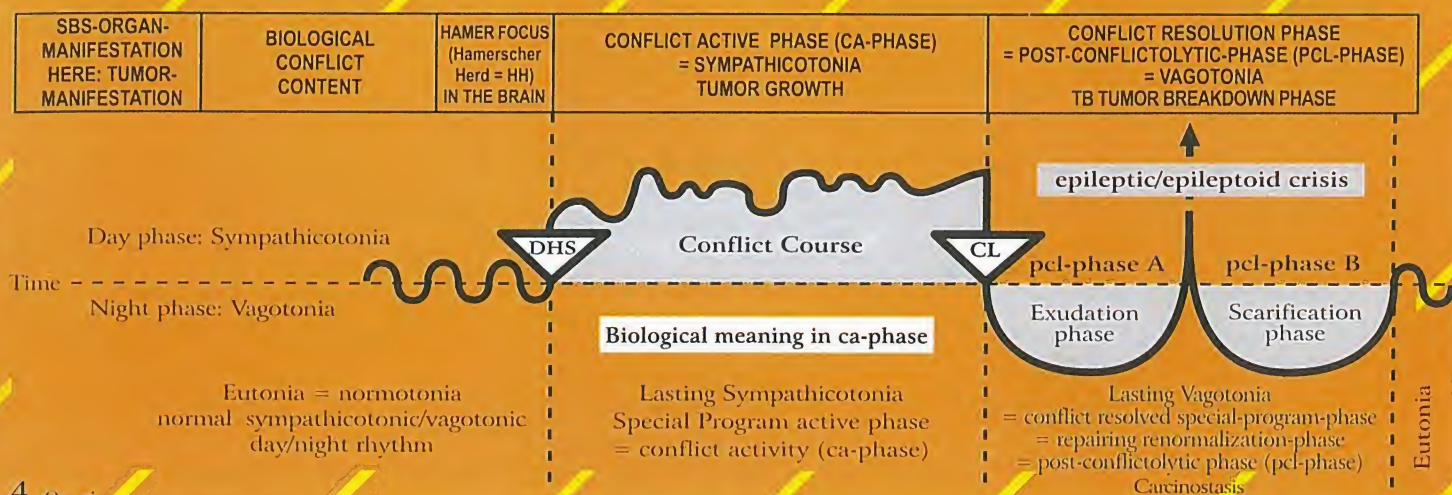 SBS-ORGAN-
MANIFESTATION
HERE: TUMOR-
MANIFESTATION
BIOLOGICAL
CONFLICT
CONTENT
HAMER FOCUS
(Hamerscher
Herd = HH)
IN THE BRAIN
CONFLICT ACTIVE PHASE (CA-PHASE)
= SYMPATHICOTONIA
TUMOR GROWTH
CONFLICT RESOLUTION PHASE
= POST-CONFLICTOLYTIC-PHASE (PCL-PHASE)
= VAGOTONIA
TB TUMOR BREAKDOWN PHASE
epileptic/epileptoid crisis
Day phase: Sympathicotonia
DHS
Conflict Course
CL
pcl-phase A
pcl-phase B
Time
Night phase: Vagotonia
Exudation
phase
Scarification
phase
Biological meaning in ca-phase
Eutonia = normotonia
normal sympathicotonic/vagotonic
day/night rhythm
Lasting Sympathicotonia
Special Program active phase
= conflict activity (ca-phase)
Lasting Vagotonia
= conflict resolved special-program-phase
= repairing renormalization-phase
= post-conflictolytic phase (pcl-phase)
Carcinostasis
Eutonia
4